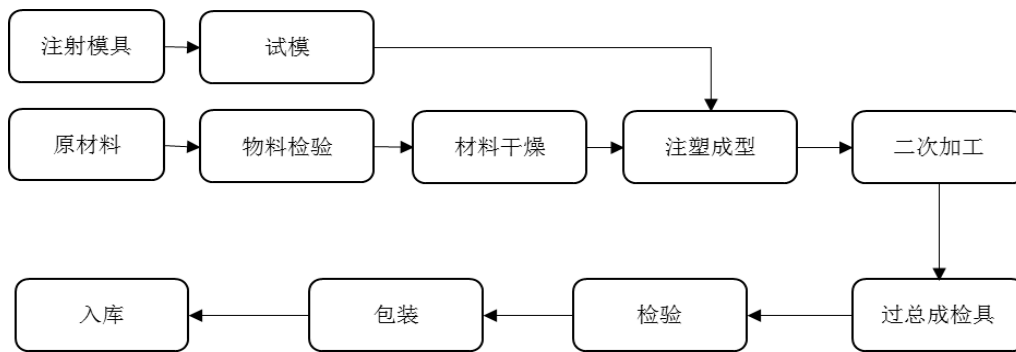 注射模具
试模
原材料
物料检验
材料干燥
注塑成型
二次加工
入库
包装
检验
过总成检具